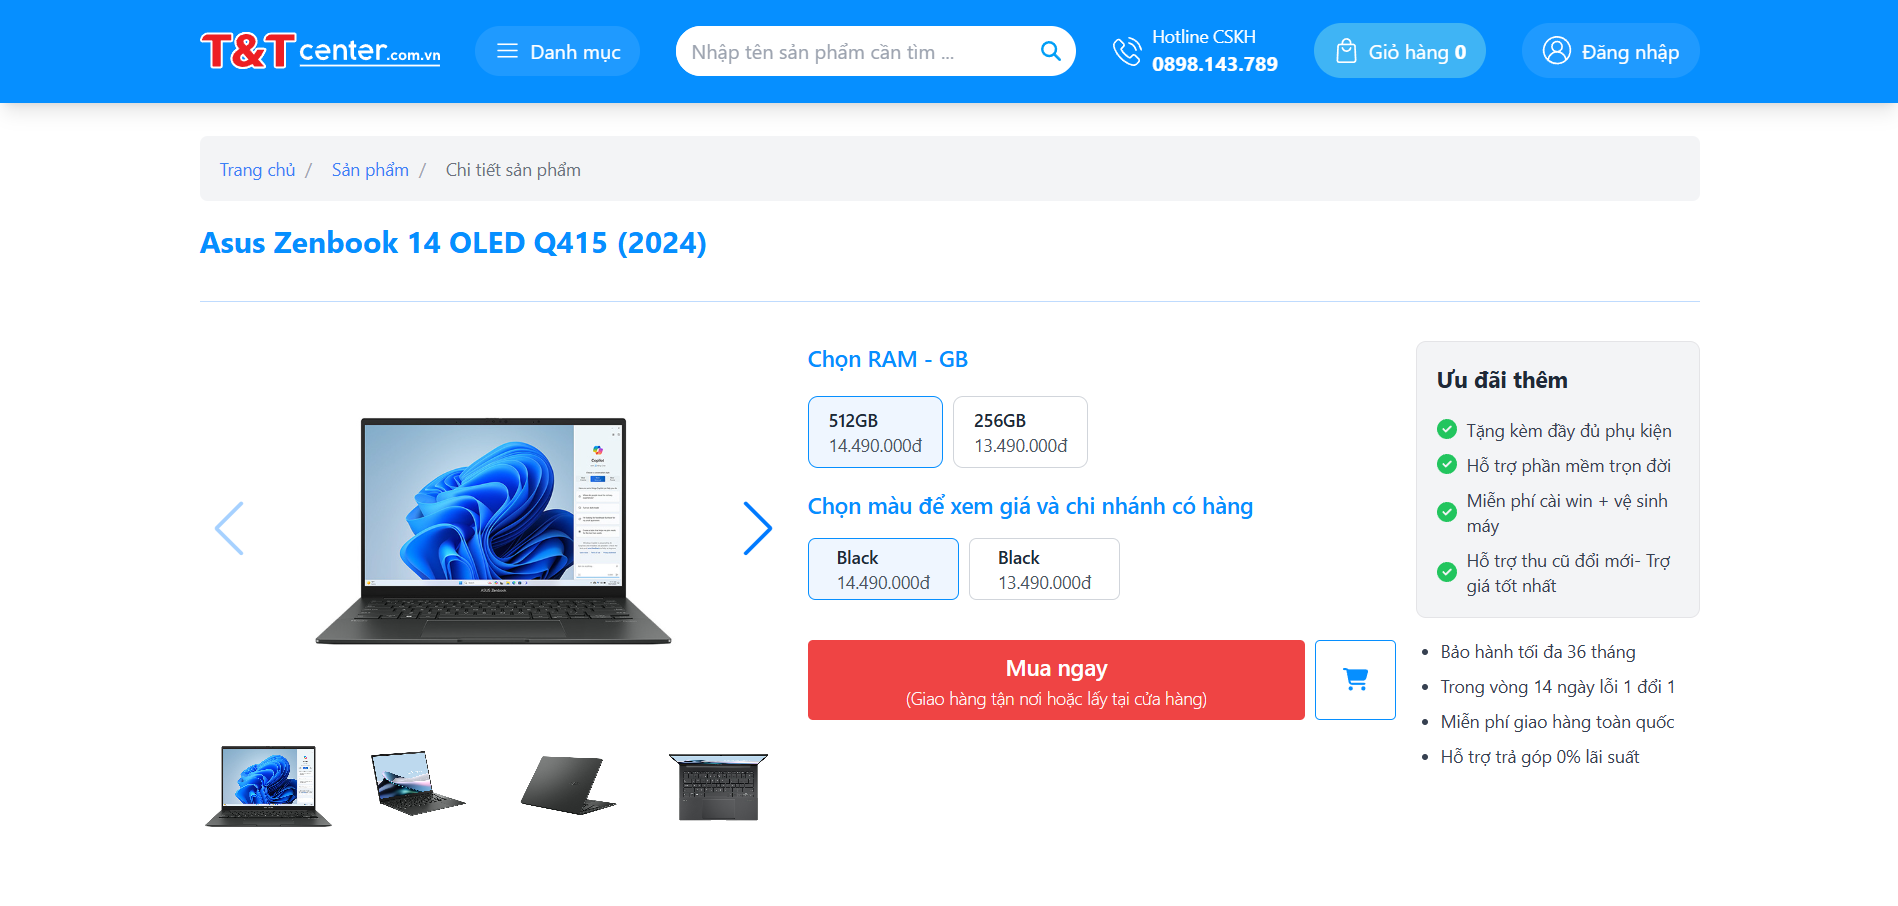 T&T center.com.vn
Danh mục
Nhập tên sản phẩm cần tìm ...
Hotline CSKH
0898.143.789
Giỏ hàng 0
Đăng nhập
Trang chủ / Sản phẩm / Chi tiết sản phẩm
Asus Zenbook 14 OLED Q415 (2024)
Chọn RAM - GB
512GB
14.490.000đ
256GB
13.490.000đ
Chọn màu để xem giá và chi nhánh có hàng
Black
14.490.000đ
Black
13.490.000đ
Mua ngay
(Giao hàng tận nơi hoặc lấy tại cửa hàng)
Ưu đãi thêm
Tặng kèm đầy đủ phụ kiện
Hỗ trợ phần mềm trọn đời
Miễn phí cài win + vệ sinh
máy
Hỗ trợ thu cũ đổi mới- Trợ
giá tốt nhất
Bảo hành tối đa 36 tháng
Trong vòng 14 ngày lỗi 1 đổi 1
Miễn phí giao hàng toàn quốc
Hỗ trợ trả góp 0% lãi suất
Copilot
ASUS Zenbook